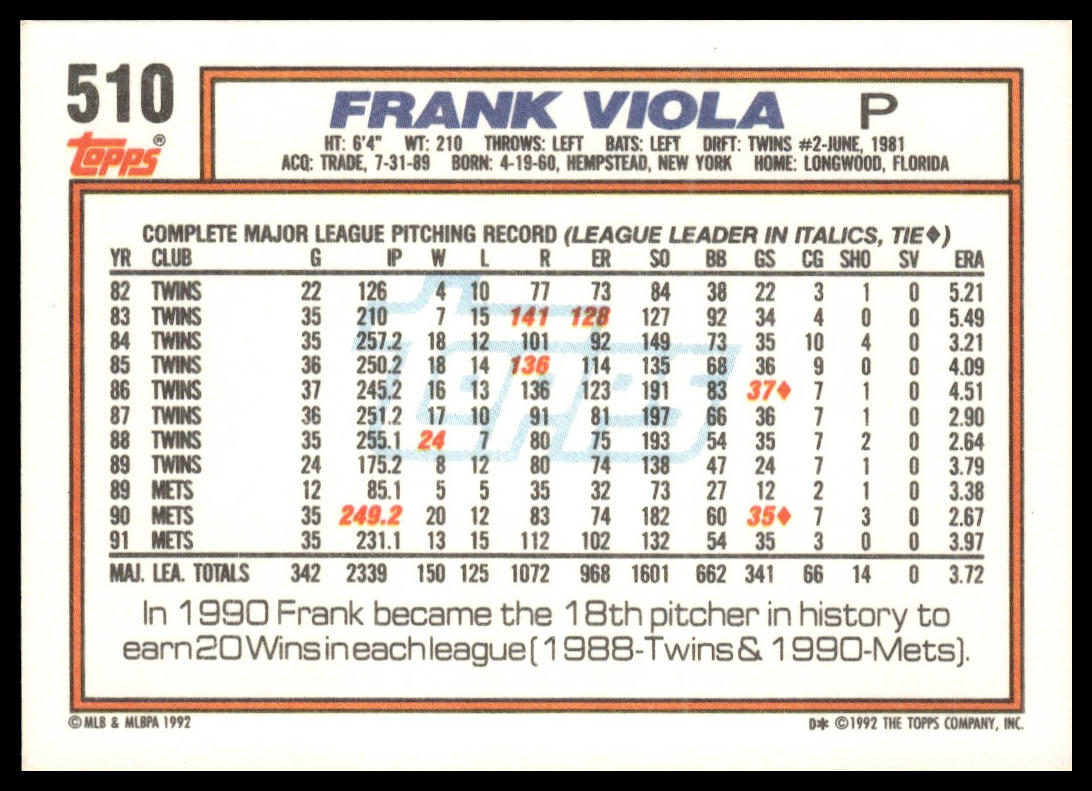 510
topps®
FRANK VIOLA P
HT: 6'4" WT: 210 THROWS: LEFT BATS: LEFT DRFT: TWINS #2-JUNE, 1981
ACQ: TRADE, 7-31-89 BORN: 4-19-60, HEMPSTEAD, NEW YORK HOME: LONGWOOD, FLORIDA
COMPLETE MAJOR LEAGUE PITCHING RECORD (LEAGUE LEADER IN ITALICS, TIE♦)
YR CLUB G IP W L R ER SO BB GS CG SHO SV ERA
82 TWINS 22 126 4 10 77 73 84 38 22 3 1 0 5.21
83 TWINS 35 210 7 15 141 128 127 92 34 4 0 0 5.49
84 TWINS 35 257.2 18 12 101 92 149 73 35 10 4 0 3.21
85 TWINS 36 250.2 18 14 136 114 135 68 36 9 0 0 4.09
86 TWINS 37 245.2 16 13 136 123 191 83 37♦ 7 1 0 4.51
87 TWINS 36 251.2 17 10 91 81 197 66 36 7 1 0 2.90
88 TWINS 35 255.1 24 7 80 75 193 54 35 7 2 0 2.64
89 TWINS 24 175.2 8 12 80 74 138 47 24 7 1 0 3.79
89 METS 12 85.1 5 5 35 32 73 27 12 2 1 0 3.38
90 METS 35 249.2 20 12 83 74 182 60 35♦ 7 3 0 2.67
91 METS 35 231.1 13 15 112 102 132 54 35 3 0 0 3.97
MAJ. LEA. TOTALS 342 2339 150 125 1072 968 1601 662 341 66 14 0 3.72
topps
In 1990 Frank became the 18th pitcher in history to
earn 20 Wins in each league (1988-Twins & 1990-Mets).
© MLB & MLBPA 1992
D* © 1992 THE TOPPS COMPANY, INC.